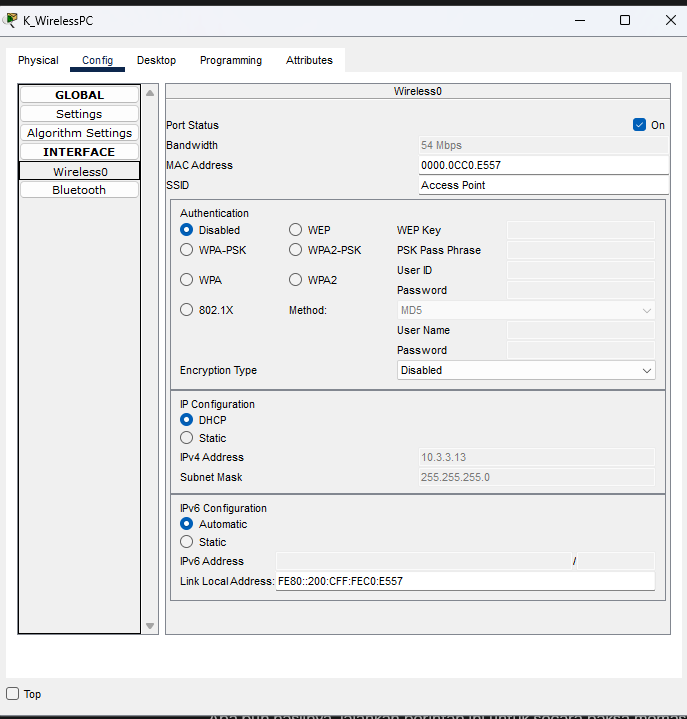 K_WirelessPC
Physical Config Desktop Programming Attributes
GLOBAL
Settings
Algorithm Settings
INTERFACE
Wireless0
Bluetooth
Wireless0
Port Status On
Bandwidth 54 Mbps
MAC Address 0000.0CC0.E557
SSID Access Point
Authentication
Disabled WEP WEP Key
WPA-PSK WPA2-PSK PSK Pass Phrase
User ID
WPA WPA2
Password
802.1X Method: MD5
User Name
Password
Encryption Type Disabled
IP Configuration
DHCP
Static
IPv4 Address 10.3.3.13
Subnet Mask 255.255.255.0
IPv6 Configuration
Automatic
Static
IPv6 Address /
Link Local Address: FE80::200:CFF:FEC0:E557
Top